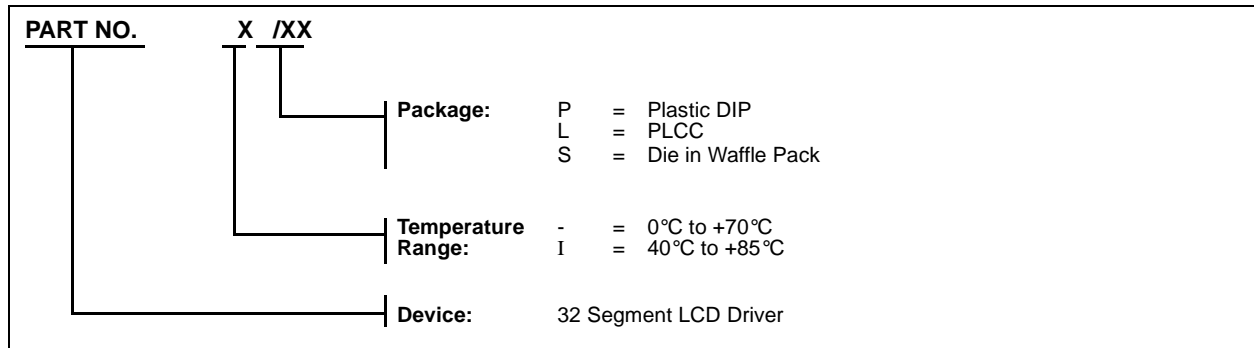 PART NO. X /XX
Package: P = Plastic DIP
L = PLCC
S = Die in Waffle Pack
Temperature - = 0°C to +70°C
Range: I = 40°C to +85°C
Device: 32 Segment LCD Driver